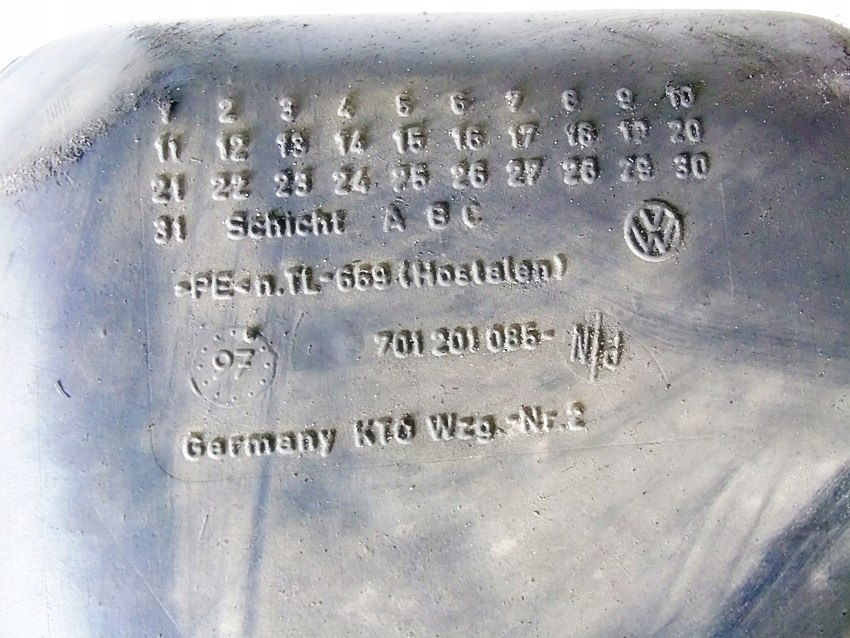 1 2 3 4 5 6 7 8 9 10
11 12 13 14 15 16 17 18 19 20
21 22 23 24 25 26 27 28 29 30
31 Schicht A B C
VW
>PE< n.TL-669 (Hostalen)
97
701 201 085-
Germany KTO Wzg.-Nr.2